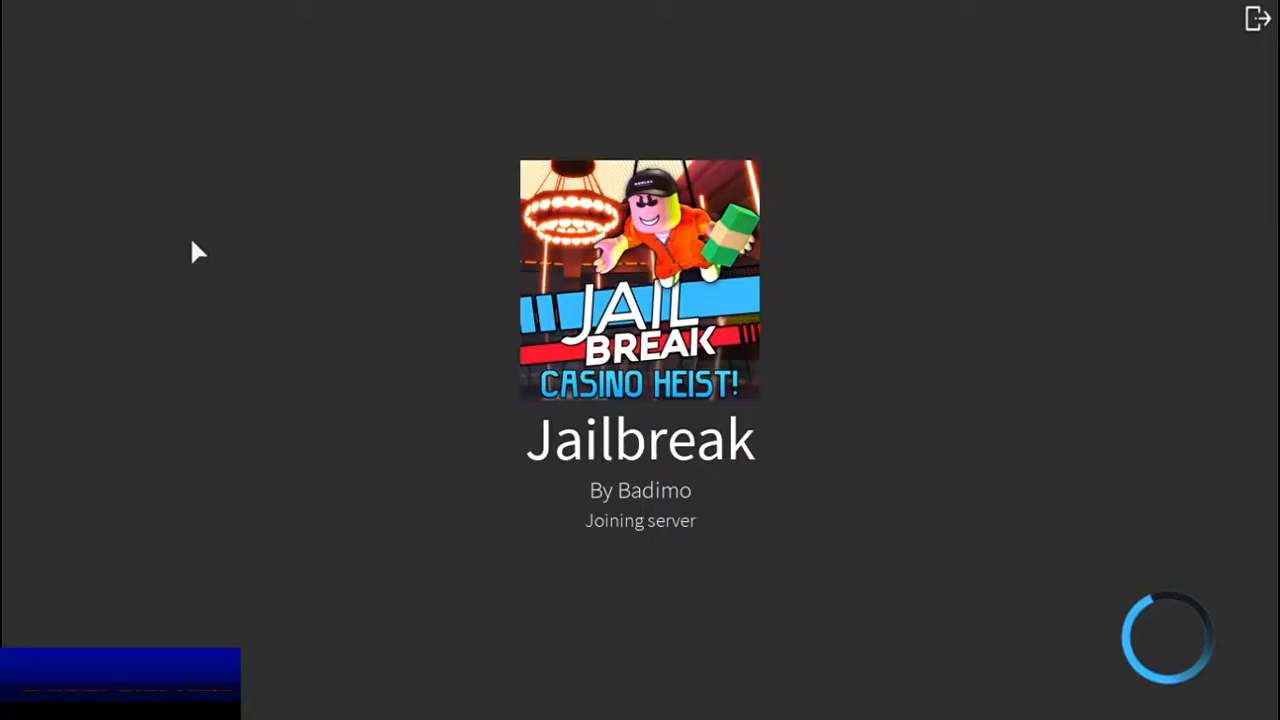 JAIL
BREAK
CASINO HEIST!
Jailbreak
By Badimo
Joining server